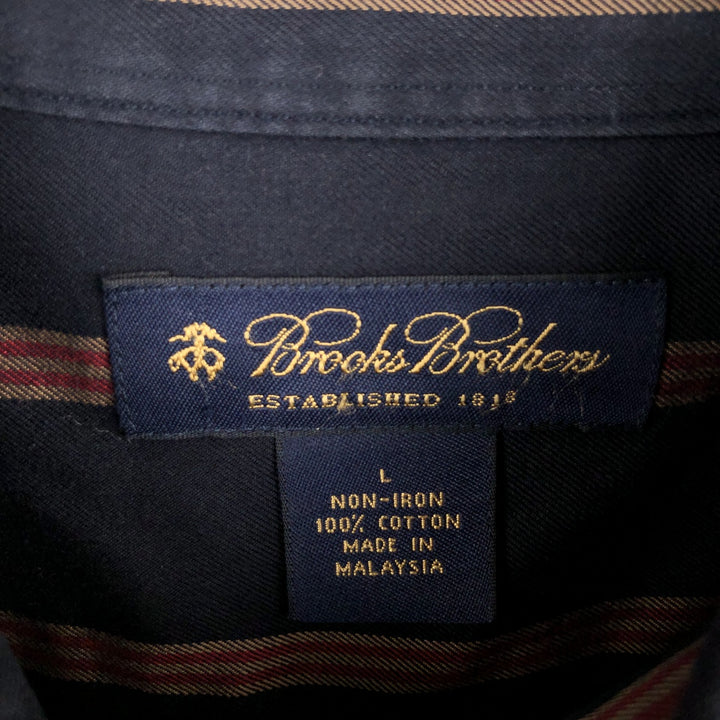 Brooks Brothers
ESTABLISHED 1818
L
NON-IRON
100% COTTON
MADE IN
MALAYSIA